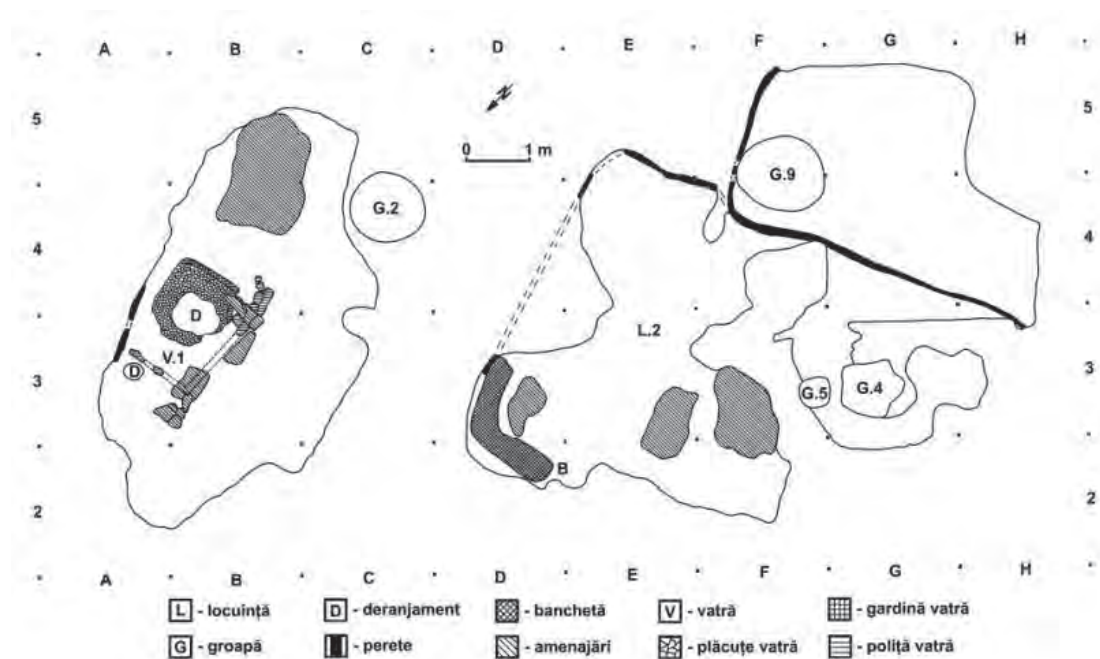 A B C D E F G H
5 5
N
0 1 m
G.9
G.2
4 4
D
L.2
V.1
D
3 3
G.5 G.4
B
2 2
A B C D E F G H
L - locuință D - deranjament - banchetă V - vatră - gardină vatră
G - groapă - perete - amenajări - plăcuțe vatră - poliță vatră